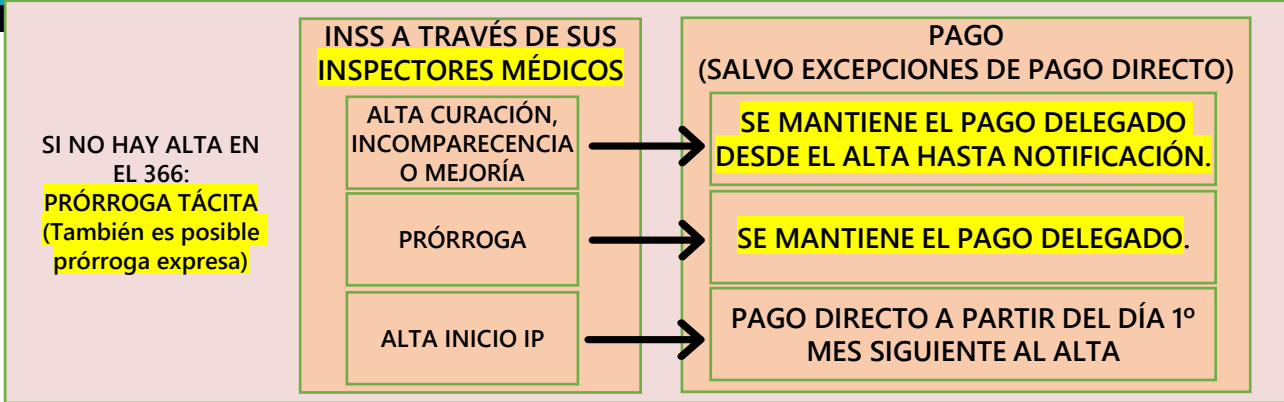 SI NO HAY ALTA EN
EL 366:
PRÓRROGA TÁCITA
(También es posible
prórroga expresa)
INSS A TRAVÉS DE SUS
INSPECTORES MÉDICOS
ALTA CURACIÓN,
INCOMPARECENCIA
O MEJORÍA
PRÓRROGA
ALTA INICIO IP
PAGO
(SALVO EXCEPCIONES DE PAGO DIRECTO)
SE MANTIENE EL PAGO DELEGADO
DESDE EL ALTA HASTA NOTIFICACIÓN.
SE MANTIENE EL PAGO DELEGADO.
PAGO DIRECTO A PARTIR DEL DÍA 1º
MES SIGUIENTE AL ALTA